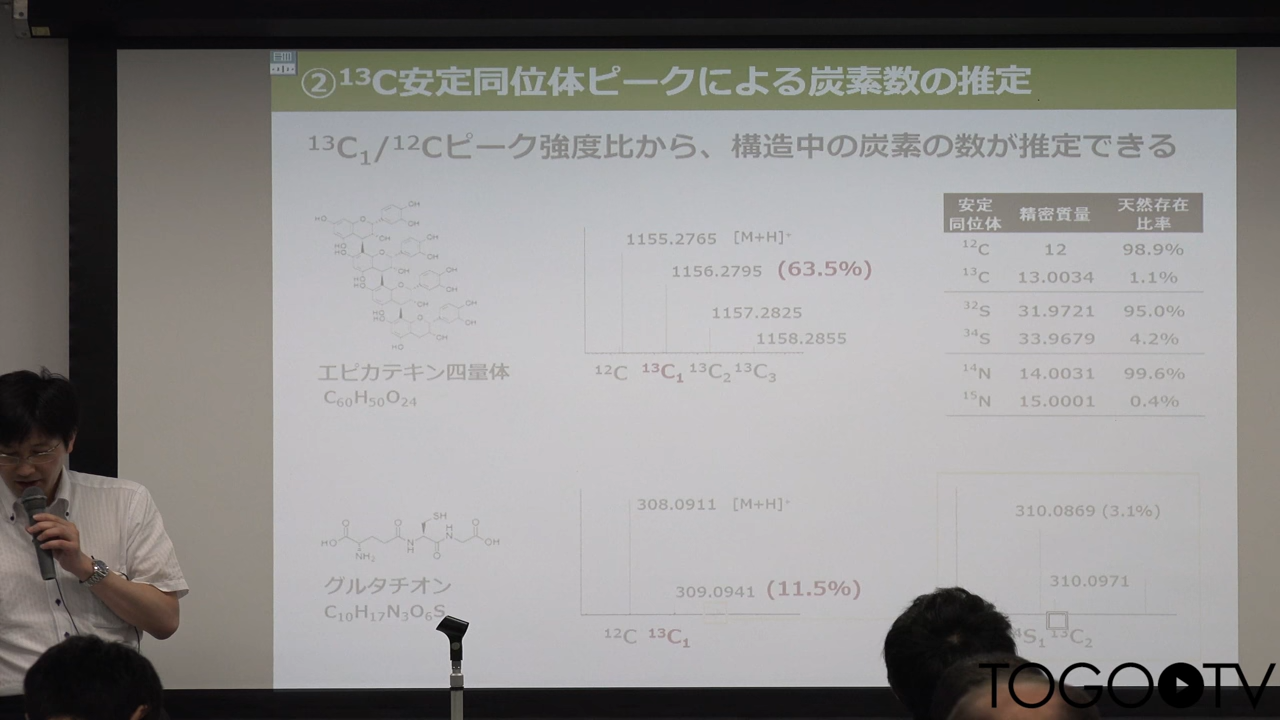 ②¹³C安定同位体ピークによる炭素数の推定
¹³C₁/¹²Cピーク強度比から、構造中の炭素の数が推定できる
エピカテキン四量体
C₆₀H₅₀O₂₄
1155.2765 [M+H]⁺
1156.2795 (63.5%)
1157.2825
1158.2855
¹²C ¹³C₁ ¹³C₂ ¹³C₃
安定同位体 精密質量 天然存在比率
¹²C 12 98.9%
¹³C 13.0034 1.1%
³²S 31.9721 95.0%
³⁴S 33.9679 4.2%
¹⁴N 14.0031 99.6%
¹⁵N 15.0001 0.4%
グルタチオン
C₁₀H₁₇N₃O₆S
308.0911 [M+H]⁺
309.0941 (11.5%)
¹²C ¹³C₁
310.0869 (3.1%)
310.0971
S₁ ¹³C₂
TOGOTV